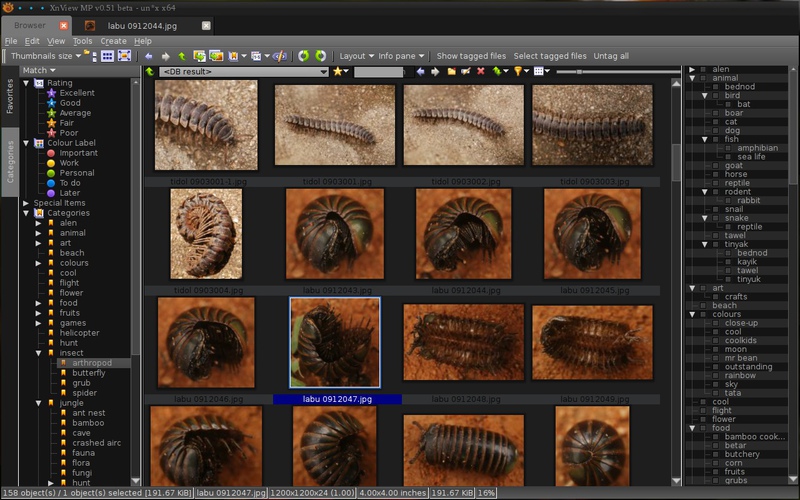 XnView MP v0.51 beta - un*x x64
Browser
labu 0912044.jpg
File Edit View Tools Create Help
Thumbnails size
Layout
Info pane
Show tagged files
Select tagged files
Untag all
Favorites
Categories
Match
Rating
Excellent
Good
Average
Fair
Poor
Colour Label
Important
Work
Personal
To do
Later
Special Items
Categories
alen
animal
art
beach
colours
cool
flight
flower
food
fruits
games
helicopter
hunt
insect
arthropod
butterfly
grub
spider
jungle
ant nest
bamboo
cave
crashed airc
fauna
flora
fungi
hunt
<DB result>
tidol 0903001-1.jpg
tidol 0903001.jpg
tidol 0903002.jpg
tidol 0903003.jpg
tidol 0903004.jpg
labu 0912043.jpg
labu 0912044.jpg
labu 0912045.jpg
labu 0912046.jpg
labu 0912047.jpg
labu 0912048.jpg
labu 0912049.jpg
alen
animal
bednod
bird
bat
boar
cat
dog
fish
amphibian
sea life
goat
horse
reptile
rodent
rabbit
snail
snake
reptile
tawel
tinyak
bednod
kayik
tawel
tinyuk
art
crafts
beach
colours
close-up
cool
coolkids
moon
mr bean
outstanding
rainbow
sky
tata
cool
flight
flower
food
bamboo cook...
betar
butchery
corn
fruits
grubs
158 object(s) / 1 object(s) selected [191.67 KiB]
labu 0912047.jpg
1200x1200x24 (1.00)
4.00x4.00 inches
191.67 KiB
16%